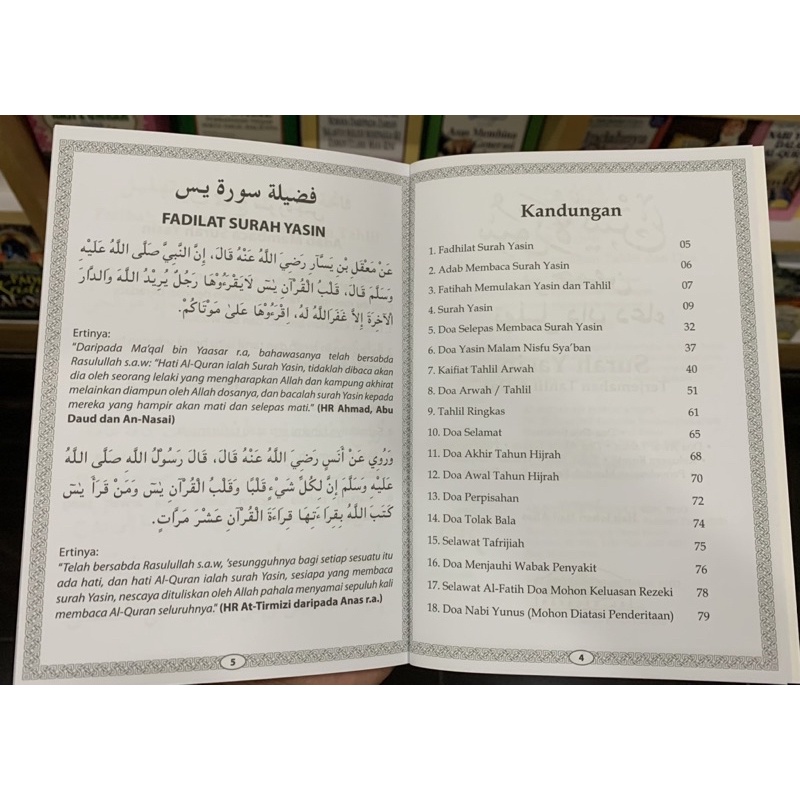 Kandungan
1. Fadhilat Surah Yasin 05
2. Adab Membaca Surah Yasin 06
3. Fatihah Memulakan Yasin dan Tahlil 07
4. Surah Yasin 09
5. Doa Selepas Membaca Surah Yasin 32
6. Doa Yasin Malam Nisfu Sya'ban 37
7. Kaifiat Tahlil Arwah 40
8. Doa Arwah / Tahlil 51
9. Tahlil Ringkas 61
10. Doa Selamat 65
11. Doa Akhir Tahun Hijrah 68
12. Doa Awal Tahun Hijrah 70
13. Doa Perpisahan 72
14. Doa Tolak Bala 74
15. Selawat Tafrijiah 75
16. Doa Menjauhi Wabak Penyakit 76
17. Selawat Al-Fatih Doa Mohon Keluasan Rezeki 78
18. Doa Nabi Yunus (Mohon Diatasi Penderitaan) 79
4
فضيلة سورة يس
FADILAT SURAH YASIN
عَنْ مَعْقَلِ بْنِ يَسَّارٍ رَضِيَ اللَّهُ عَنْهُ قَالَ، إِنَّ النَّبِيَّ صَلَّى اللَّهُ عَلَيْهِ
وَسَلَّمَ قَالَ، قَلْبُ الْقُرْآنِ يٰسٓ لَايَقْرَءُوْهَا رَجُلٌ يُرِيْدُ اللَّهَ وَالدَّارَ
الْآخِرَةَ إِلاَّ غَفَرَاللَّهُ لَهُ، اِقْرَءُوْهَا عَلَىٰ مَوْتَاكُمْ.
Ertinya:
"Daripada Ma'qal bin Yaasar r.a, bahawasanya telah bersabda
Rasulullah s.a.w: "Hati Al-Quran ialah Surah Yasin, tidaklah dibaca akan
dia oleh seorang lelaki yang mengharapkan Allah dan kampung akhirat
melainkan diampun oleh Allah dosanya, dan bacalah surah Yasin kepada
mereka yang hampir akan mati dan selepas mati." (HR Ahmad, Abu
Daud dan An-Nasai)
وَرُوِي عَنْ أَنَسٍ رَضِيَ اللَّهُ عَنْهُ قَالَ، قَالَ رَسُوْلُ اللَّهِ صَلَّى اللَّهُ
عَلَيْهِ وَسَلَّمَ إِنَّ لِكُلِّ شَيْءٍ قَلْبًا وَقَلْبُ الْقُرْآنِ يٰسٓ وَمَنْ قَرَأَ يٰسٓ
كَتَبَ اللَّهُ بِقِرَاءَتِهَا قِرَاءَةَ الْقُرْآنِ عَشْرَ مَرَّاتٍ.
Ertinya:
"Telah bersabda Rasulullah s.a.w, 'sesungguhnya bagi setiap sesuatu itu
ada hati, dan hati Al-Quran ialah surah Yasin, sesiapa yang membaca
surah Yasin, nescaya dituliskan oleh Allah pahala menyamai sepuluh kali
membaca Al-Quran seluruhnya." (HR At-Tirmizi daripada Anas r.a.)
5
Asas Membina
Generasi
Indahnya